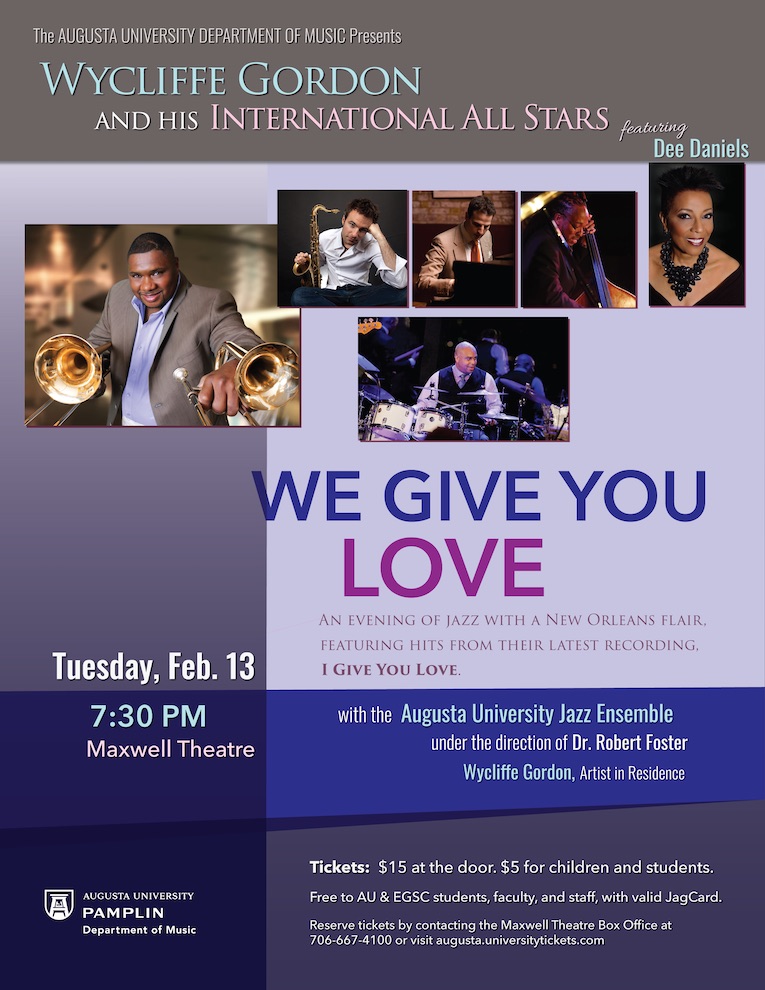 The AUGUSTA UNIVERSITY DEPARTMENT OF MUSIC Presents
WYCLIFFE GORDON
AND HIS INTERNATIONAL ALL STARS featuring
Dee Daniels
WE GIVE YOU
LOVE
AN EVENING OF JAZZ WITH A NEW ORLEANS FLAIR,
FEATURING HITS FROM THEIR LATEST RECORDING,
I GIVE YOU LOVE.
Tuesday, Feb. 13
7:30 PM
Maxwell Theatre
with the Augusta University Jazz Ensemble
under the direction of Dr. Robert Foster
Wycliffe Gordon, Artist in Residence
Tickets: $15 at the door. $5 for children and students.
Free to AU & EGSC students, faculty, and staff, with valid JagCard.
Reserve tickets by contacting the Maxwell Theatre Box Office at
706-667-4100 or visit augusta.universitytickets.com
AUGUSTA UNIVERSITY
PAMPLIN
Department of Music